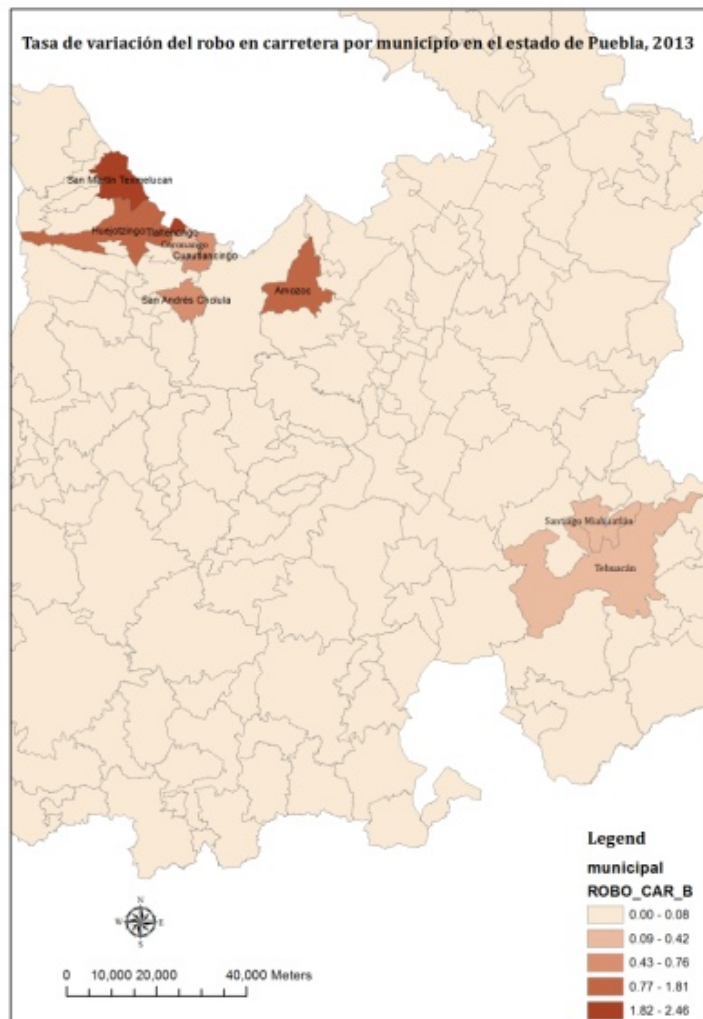 Tasa de variación del robo en carretera por municipio en el estado de Puebla, 2013
San Martín Texmelucan
Huejotzingo
Tlaltenango
Coronango
Cuautlancingo
San Andrés Cholula
Amozoc
Santiago Miahuatlán
Tehuacán
Legend
municipal
ROBO_CAR_B
0.00 - 0.08
0.09 - 0.42
0.43 - 0.76
0.77 - 1.81
1.82 - 2.46
N
W E
S
0 10,000 20,000 40,000 Meters